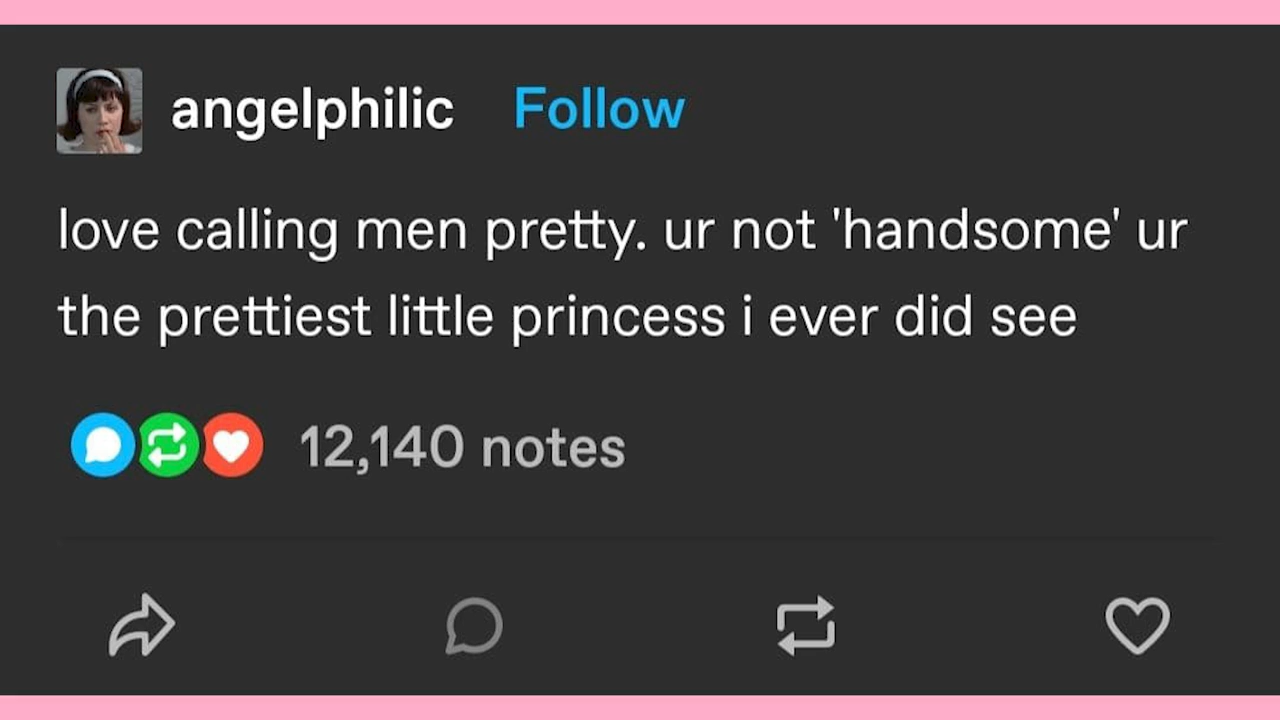 angelphilic Follow
love calling men pretty. ur not 'handsome' ur
the prettiest little princess i ever did see
12,140 notes